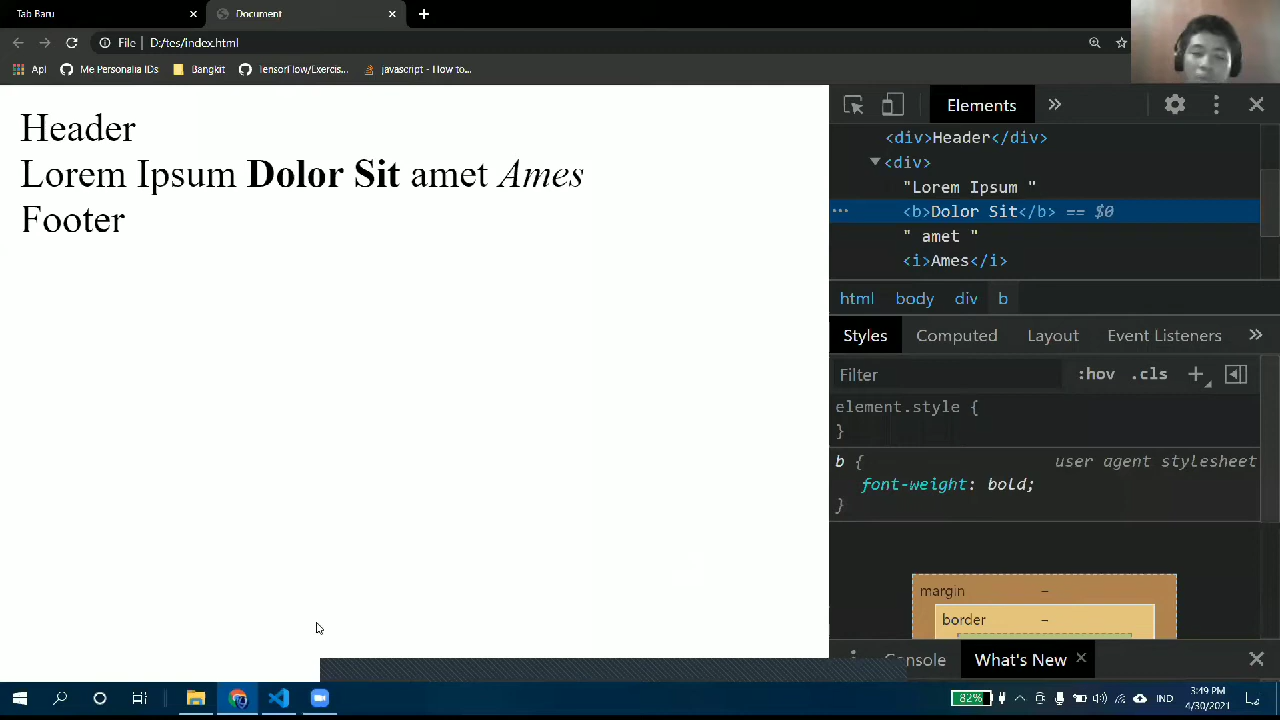 Tab Baru
Document
File
D:/tes/index.html
Apl
Me Personalia IDs
Bangkit
TensorFlow/Exercis...
javascript - How to...
Header
Lorem Ipsum Dolor Sit amet Ames
Footer
Elements
<div>Header</div>
<div>
"Lorem Ipsum "
<b>Dolor Sit</b> == $0
" amet "
<i>Ames</i>
html body div b
Styles Computed Layout Event Listeners
Filter
:hov .cls
element.style {
}
b {
user agent stylesheet
font-weight: bold;
}
margin
border
Console
What's New
82%
IND
3:49 PM
4/30/2021